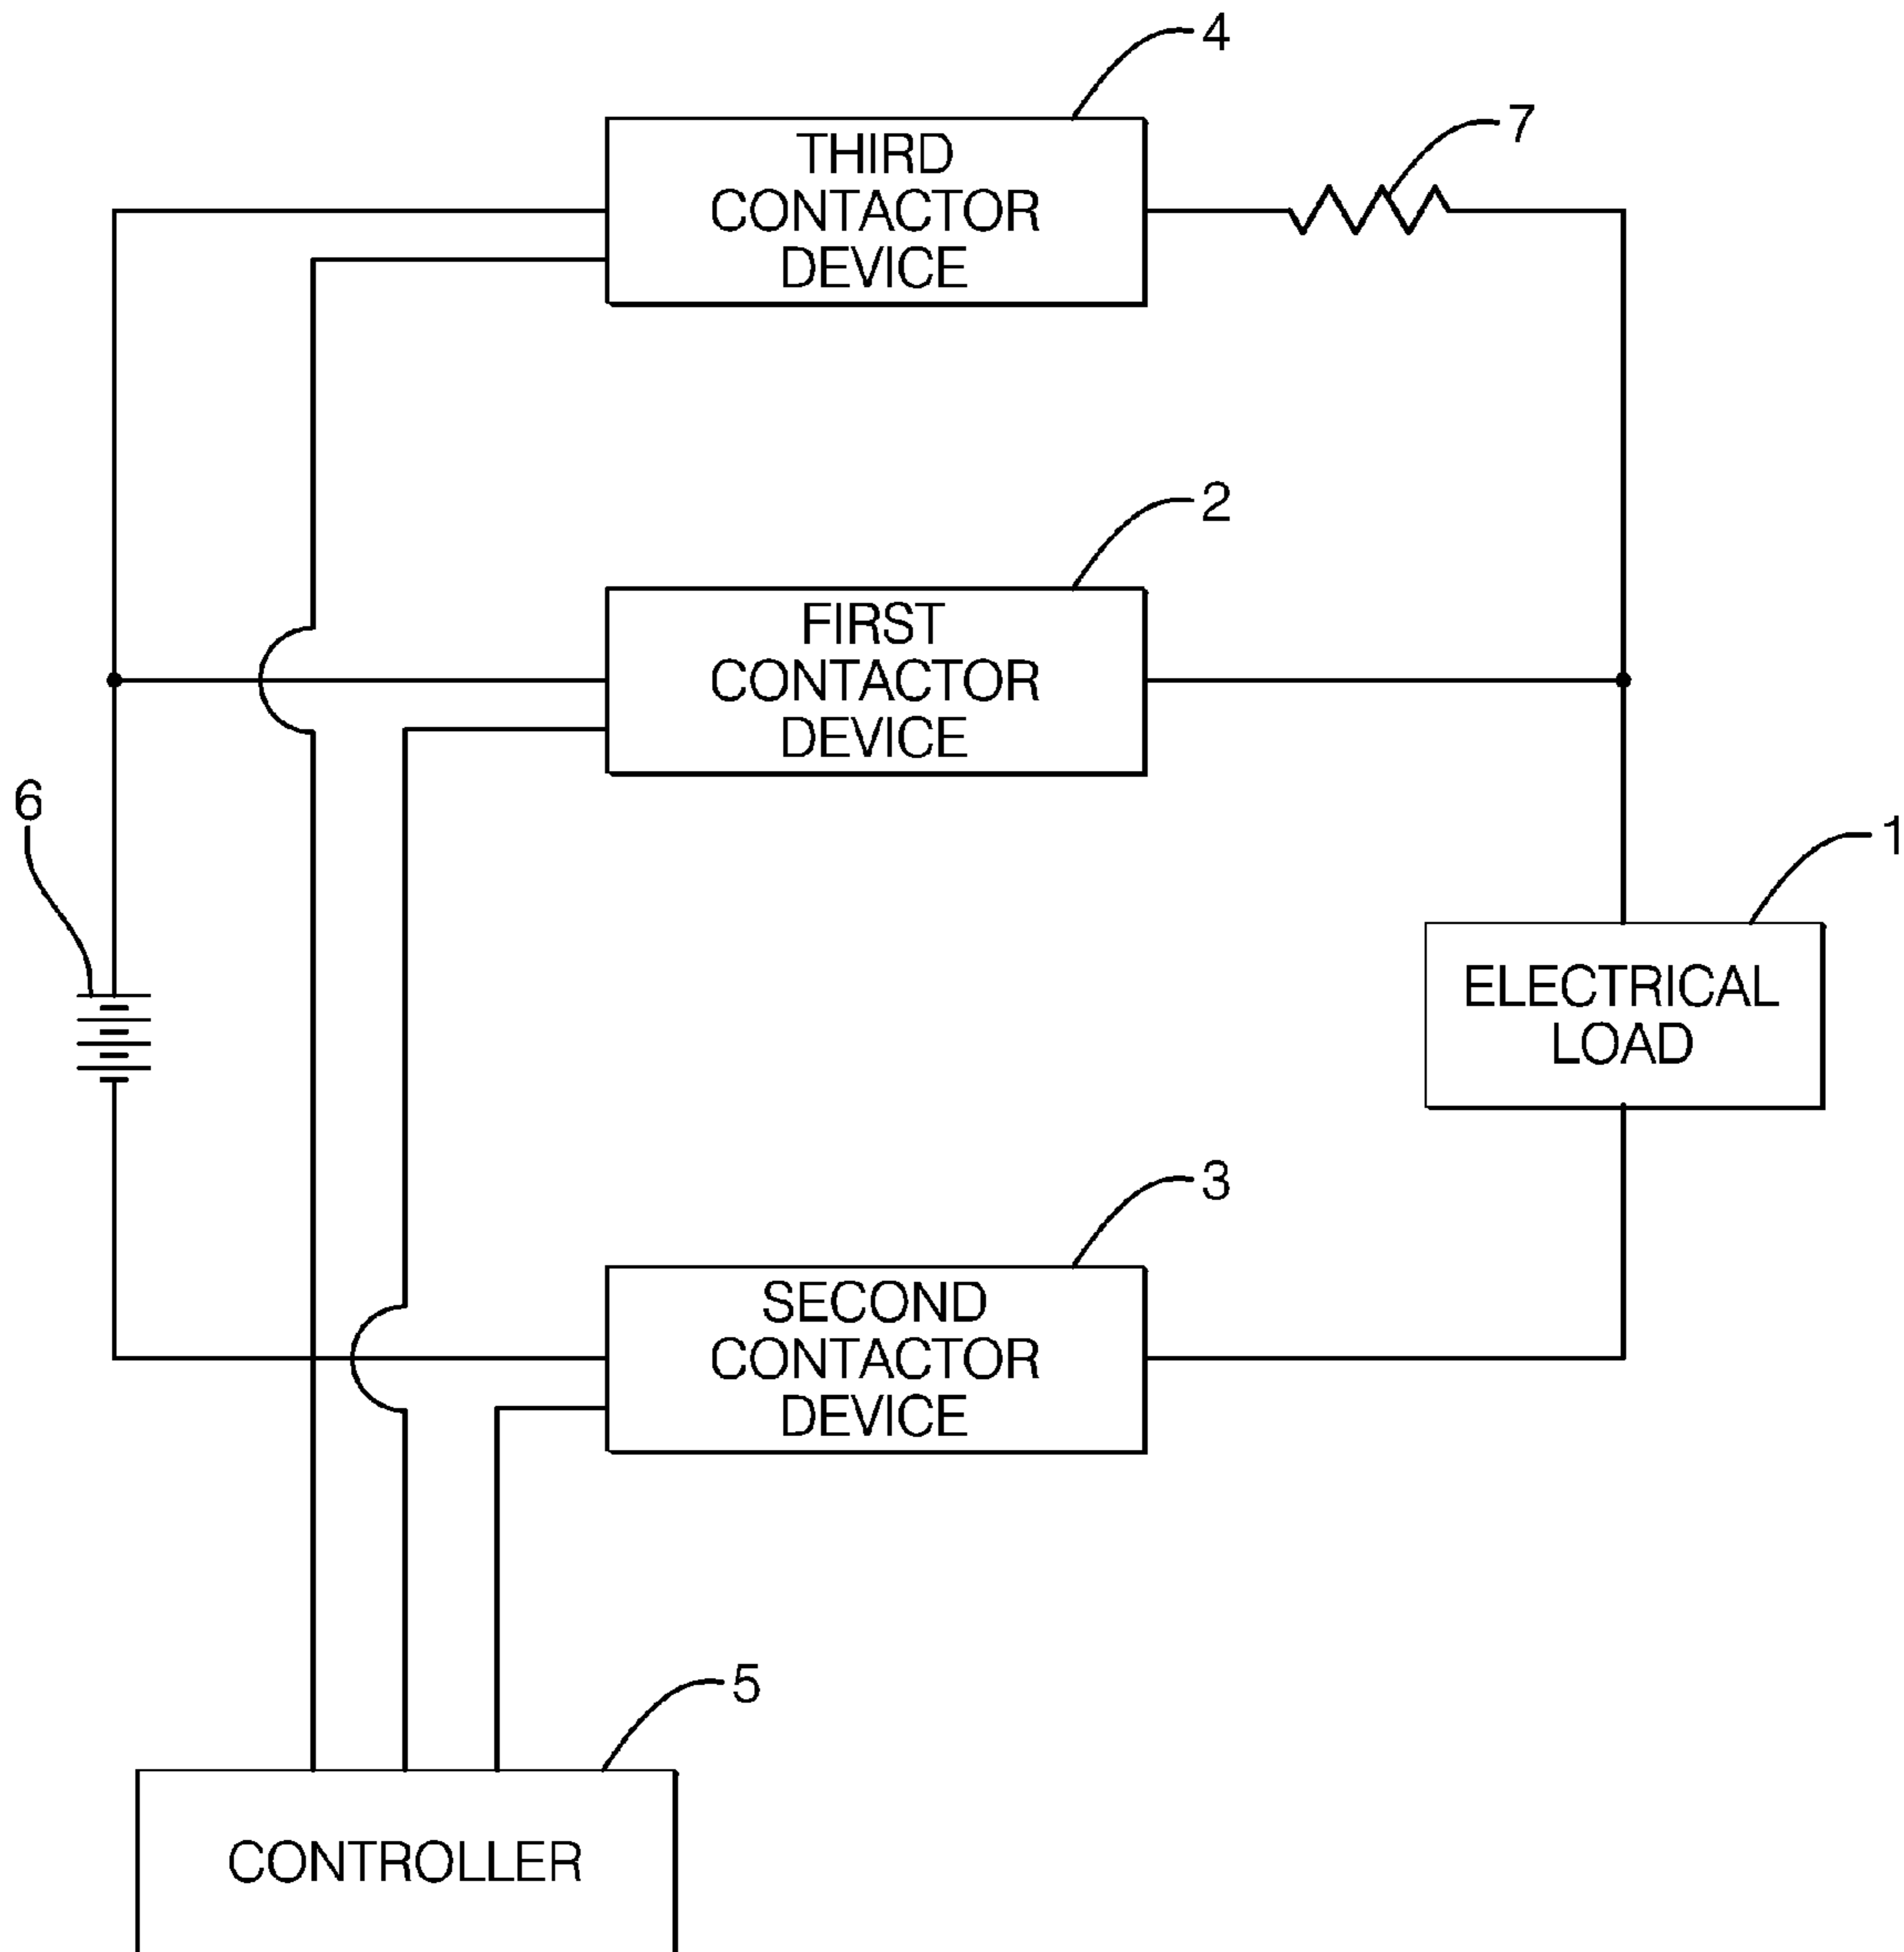 4
7
THIRD
CONTACTOR
DEVICE
2
FIRST
CONTACTOR
DEVICE
6
1
ELECTRICAL
LOAD
3
SECOND
CONTACTOR
DEVICE
5
CONTROLLER